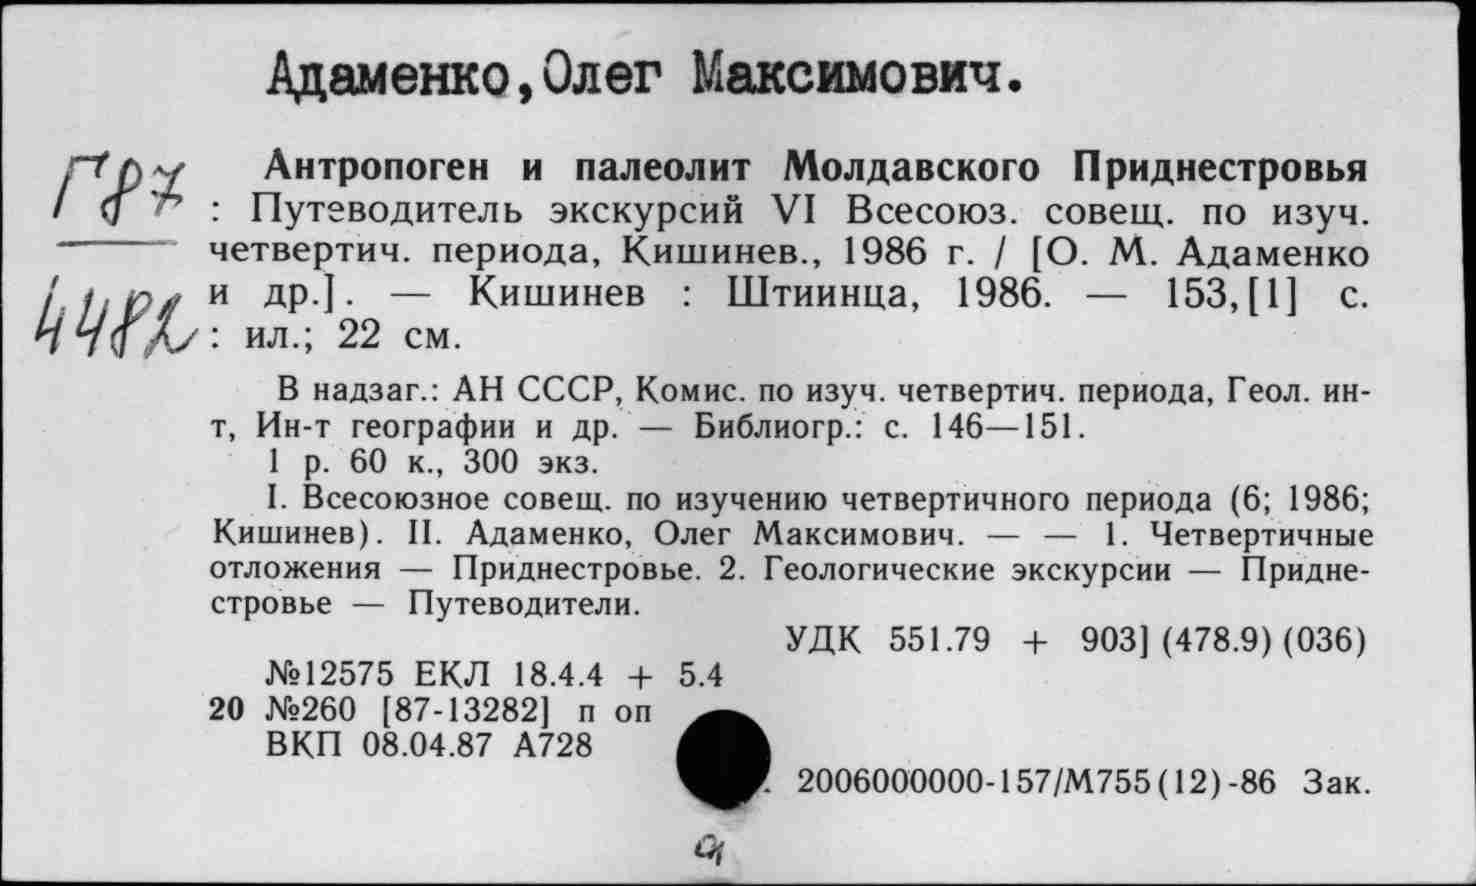 Адаменко,Олег Максимович.
Г87
4482
Антропоген и палеолит Молдавского Приднестровья
: Путеводитель экскурсий VI Всесоюз. совещ. по изуч.
четвертич. периода, Кишинев., 1986 г. / [О. М. Адаменко
и др.]. — Кишинев : Штиинца, 1986. — 153,[1] с.
: ил.; 22 см.
В надзаг.: АН СССР, Комис. по изуч. четвертич. периода, Геол. ин-
т, Ин-т географии и др. — Библиогр.: с. 146—151.
1 р. 60 к., 300 экз.
I. Всесоюзное совещ. по изучению четвертичного периода (6; 1986;
Кишинев). II. Адаменко, Олег Максимович. — — 1. Четвертичные
отложения — Приднестровье. 2. Геологические экскурсии — Придне-
стровье — Путеводители.
УДК 551.79 + 903] (478.9) (036)
№12575 ЕКЛ 18.4.4 + 5.4
20 №260 [87-13282] п оп
ВКП 08.04.87 А728
2006000000-157/М755(12)-86 Зак.